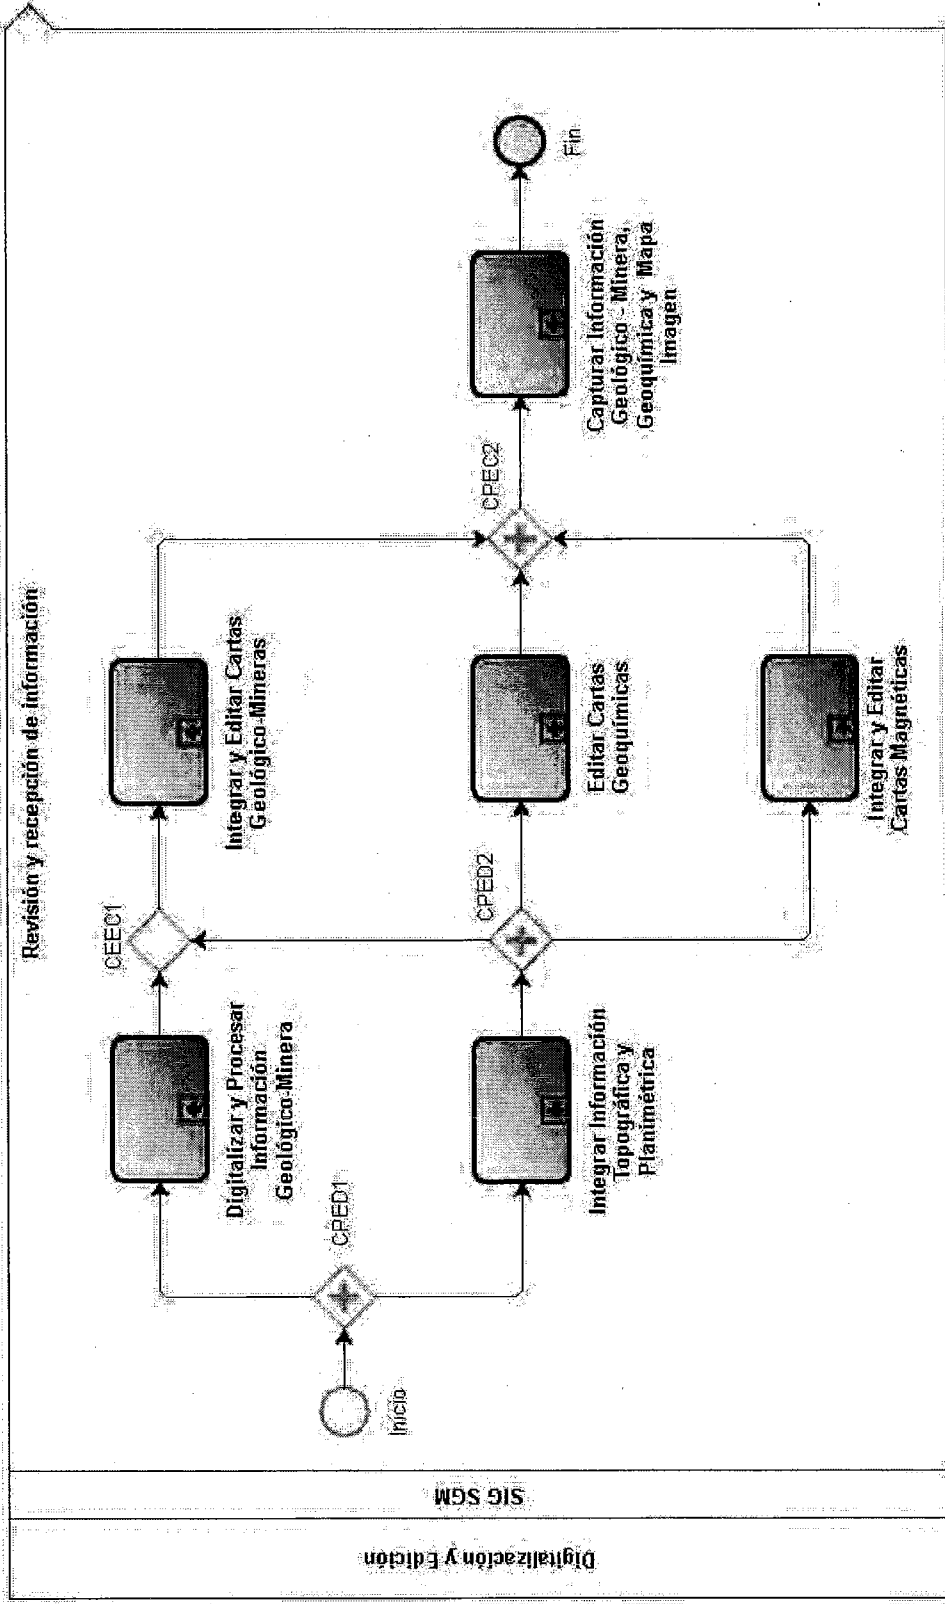 Digitalización y Edición
SIG SGM
Revisión y recepción de información
Inicio
CPED1
Digitalizar y Procesar
Información
Geológico-Minera
CEEC1
Integrar y Editar Cartas
Geológico-Mineras
Integrar Información
Topográfica y
Planimétrica
CPED2
Editar Cartas
Geoquímicas
CPEC2
Capturar Información
Geológico - Minera,
Geoquímica y Mapa
Imagen
Fin
Integrar y Editar
Cartas Magnéticas